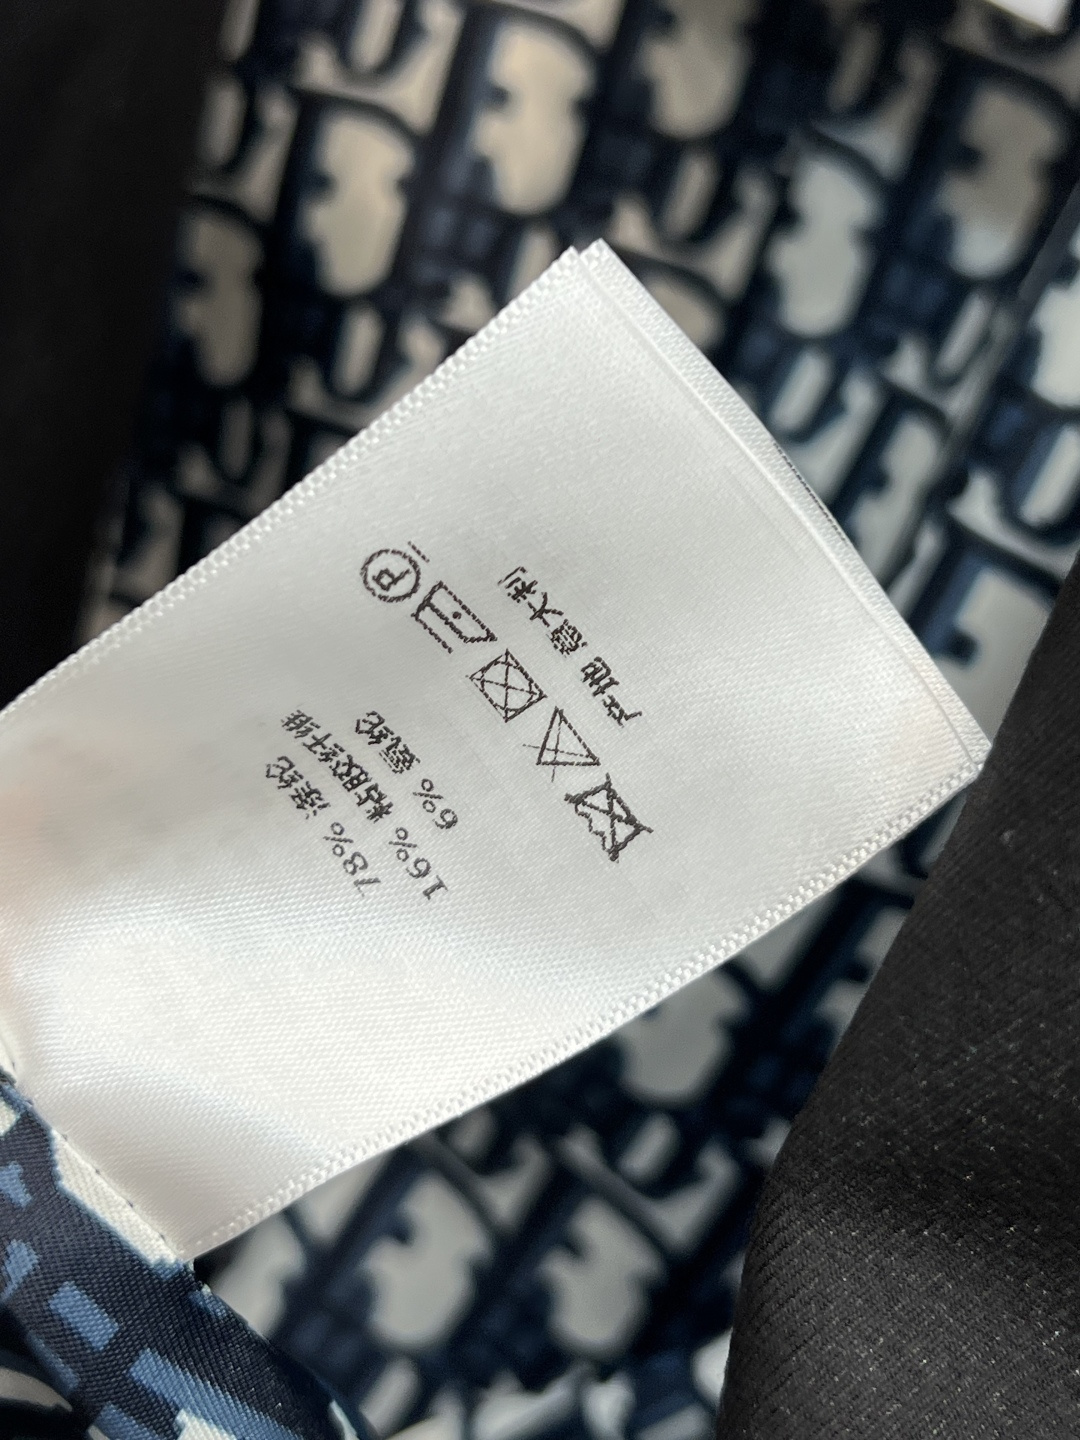 78% 涤纶
16% 粘胶纤维
6% 氨纶
P
产地 意大利